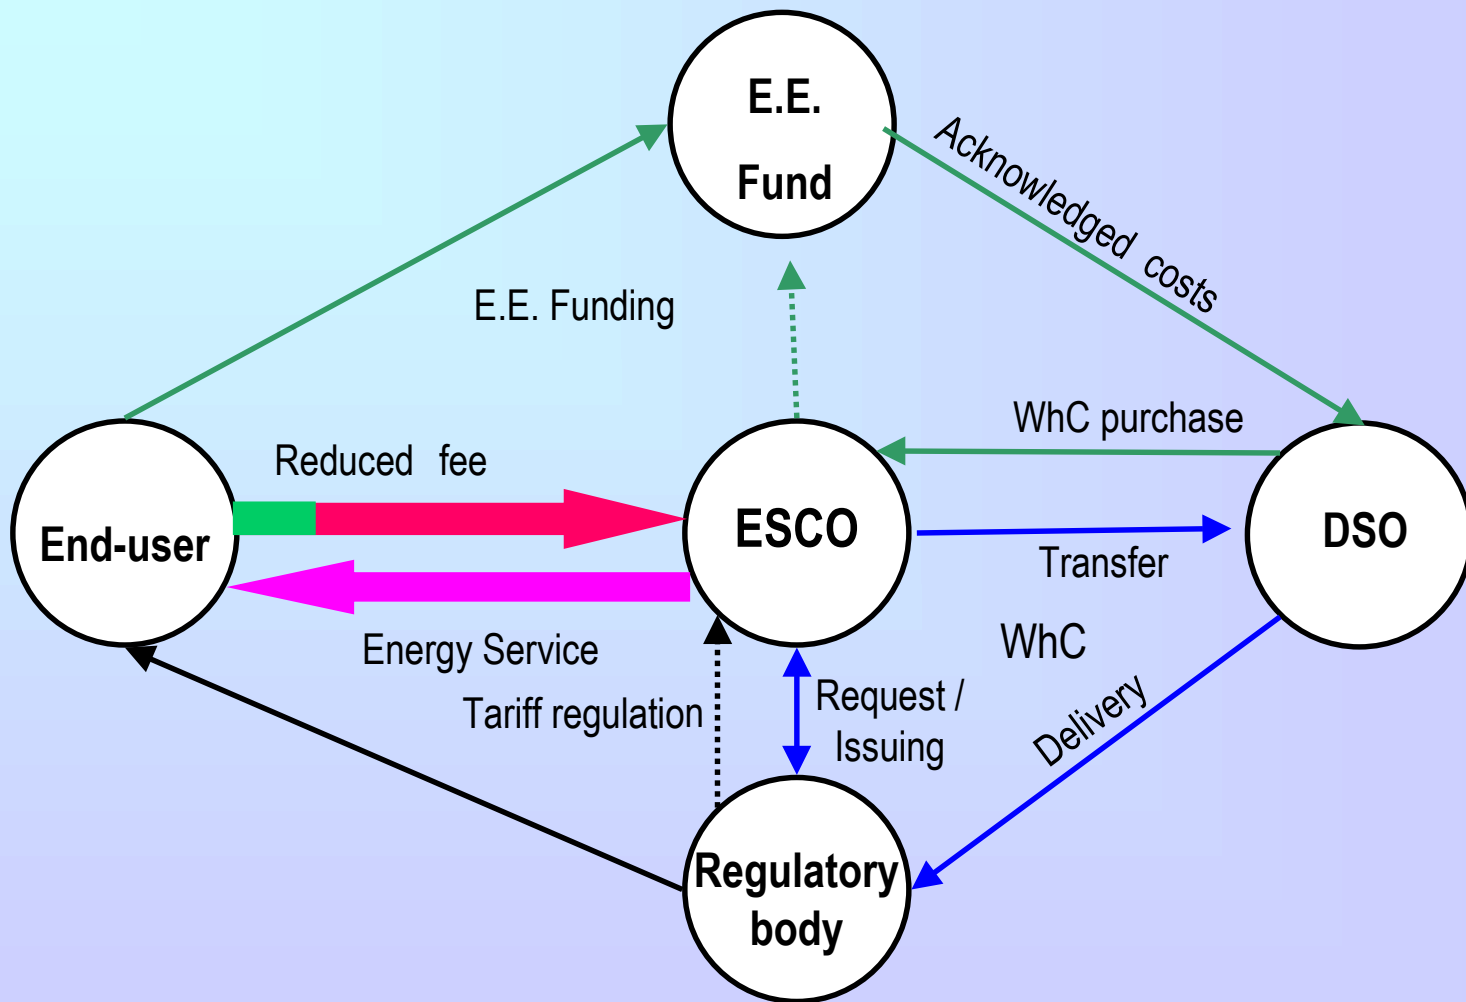 E.E.
Fund
Acknowledged costs
E.E. Funding
WhC purchase
Reduced fee
End-user
ESCO
DSO
Transfer
Energy Service
WhC
Tariff regulation
Request /
Issuing
Delivery
Regulatory
body